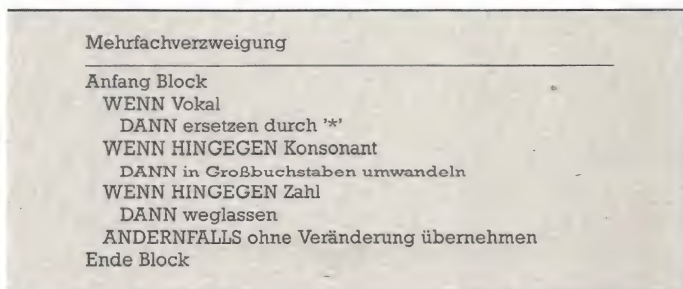 Mehrfachverzweigung
Anfang Block
WENN Vokal
DANN ersetzen durch '*'
WENN HINGEGEN Konsonant
DANN in Großbuchstaben umwandeln
WENN HINGEGEN Zahl
DANN weglassen
ANDERNFALLS ohne Veränderung übernehmen
Ende Block